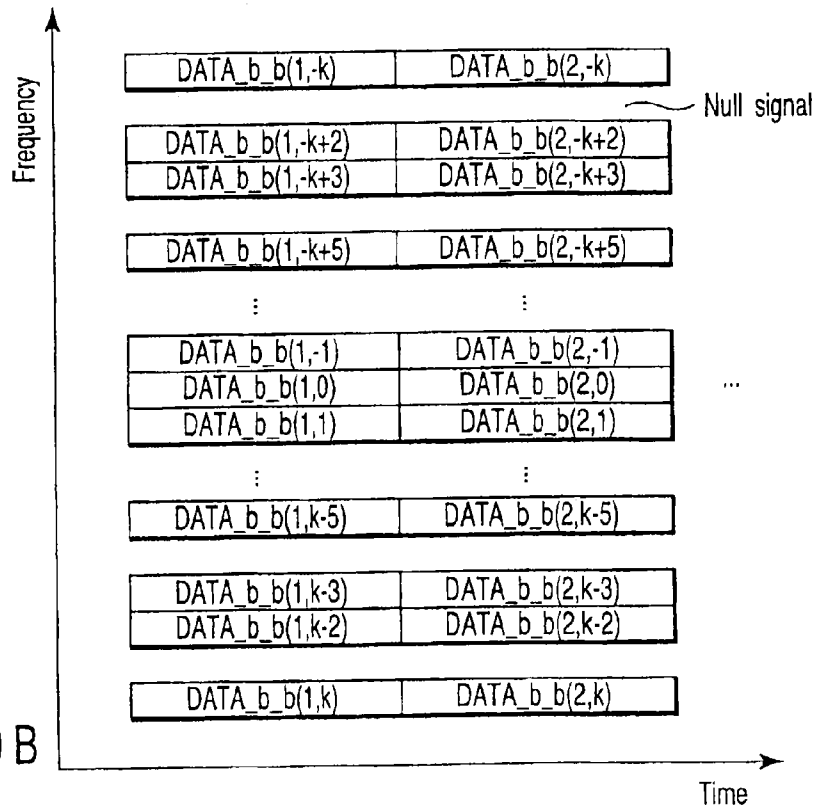 Frequency
DATA_b_b(1,-k) DATA_b_b(2,-k)
Null signal
DATA_b_b(1,-k+2) DATA_b_b(2,-k+2)
DATA_b_b(1,-k+3) DATA_b_b(2,-k+3)
DATA_b_b(1,-k+5) DATA_b_b(2,-k+5)
⋮ ⋮
DATA_b_b(1,-1) DATA_b_b(2,-1)
DATA_b_b(1,0) DATA_b_b(2,0) ...
DATA_b_b(1,1) DATA_b_b(2,1)
⋮ ⋮
DATA_b_b(1,k-5) DATA_b_b(2,k-5)
DATA_b_b(1,k-3) DATA_b_b(2,k-3)
DATA_b_b(1,k-2) DATA_b_b(2,k-2)
DATA_b_b(1,k) DATA_b_b(2,k)
B
Time